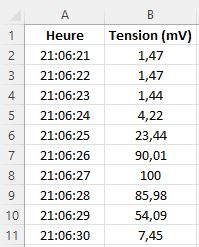 A B
1 Heure Tension (mV)
2 21:06:21 1,47
3 21:06:22 1,47
4 21:06:23 1,44
5 21:06:24 4,22
6 21:06:25 23,44
7 21:06:26 90,01
8 21:06:27 100
9 21:06:28 85,98
10 21:06:29 54,09
11 21:06:30 7,45